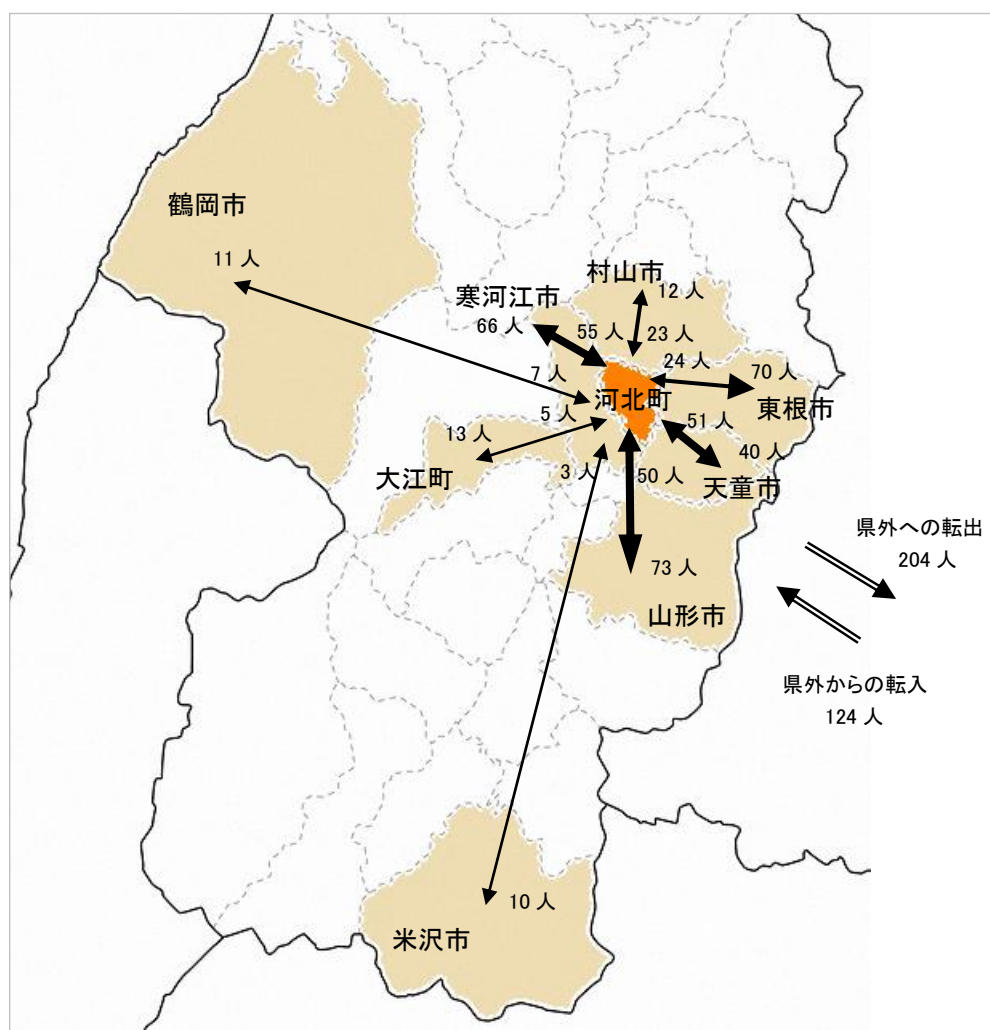 鶴岡市
11 人
村山市
12 人
寒河江市
66 人
55 人
23 人
24 人
70 人
7 人
河北町
東根市
5 人
51 人
13 人
40 人
大江町
3 人
50 人
天童市
県外への転出
204 人
73 人
山形市
県外からの転入
124 人
10 人
米沢市